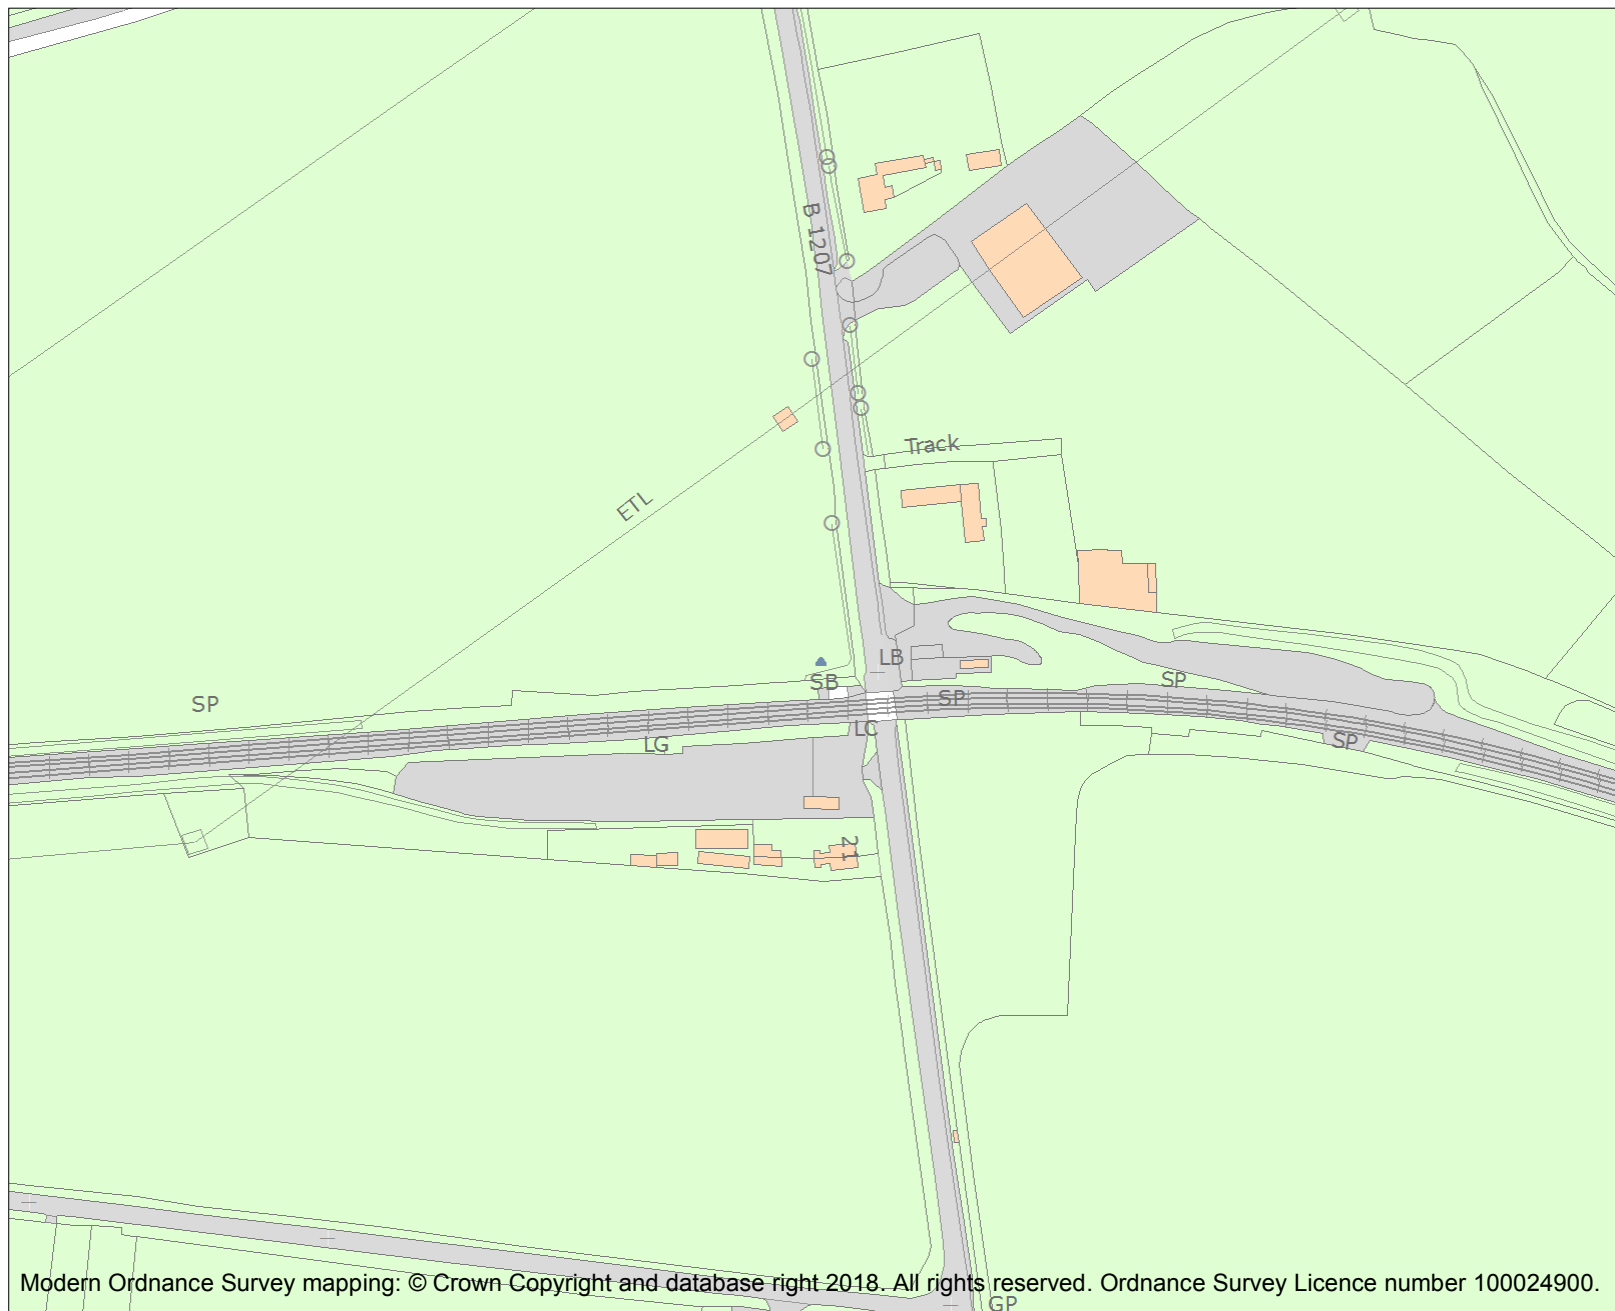 B 1207
Track
ETL
LB
SB
SP
SP
SP
LC
SP
LG
21
Modern Ordnance Survey mapping: © Crown Copyright and database right 2018. All rights reserved. Ordnance Survey Licence number 100024900.
GP